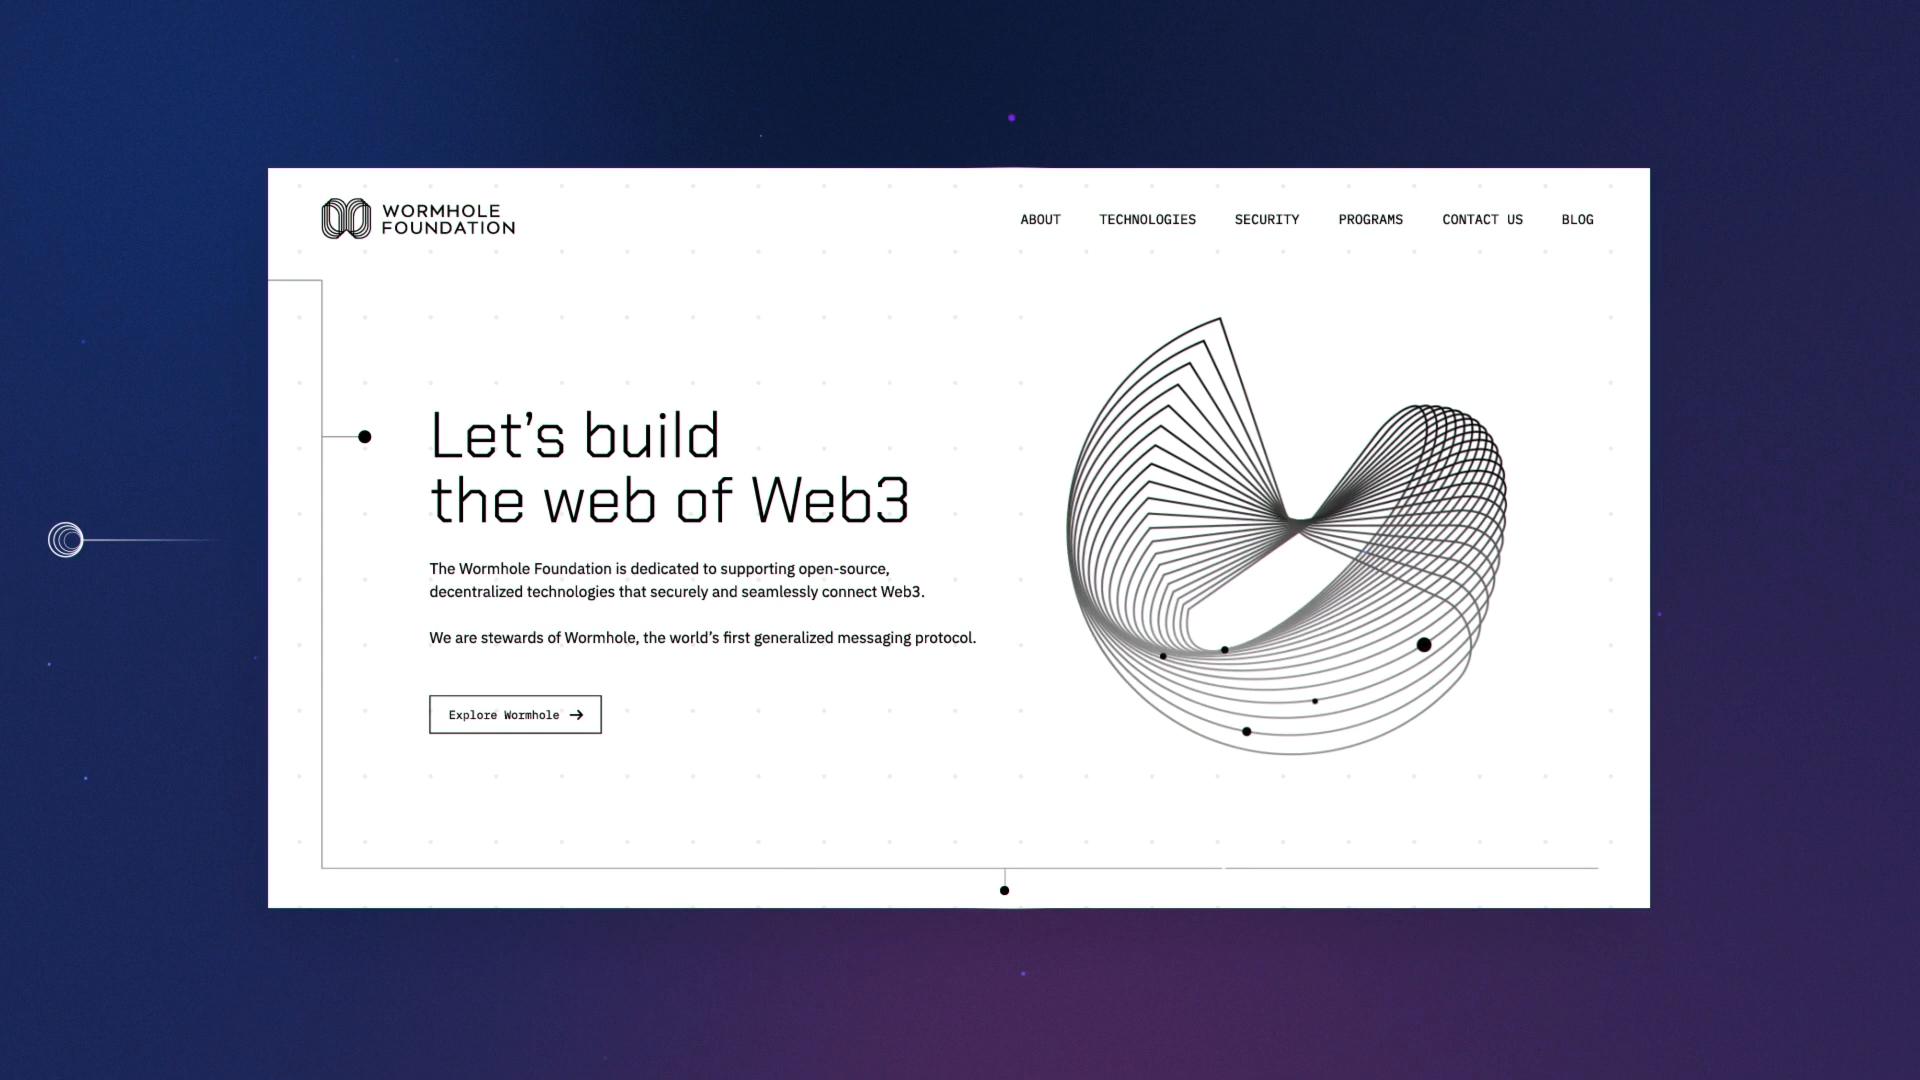 WORMHOLE
FOUNDATION
ABOUT TECHNOLOGIES SECURITY PROGRAMS CONTACT US BLOG
Let’s build
the web of Web3
The Wormhole Foundation is dedicated to supporting open-source,
decentralized technologies that securely and seamlessly connect Web3.
We are stewards of Wormhole, the world’s first generalized messaging protocol.
Explore Wormhole →